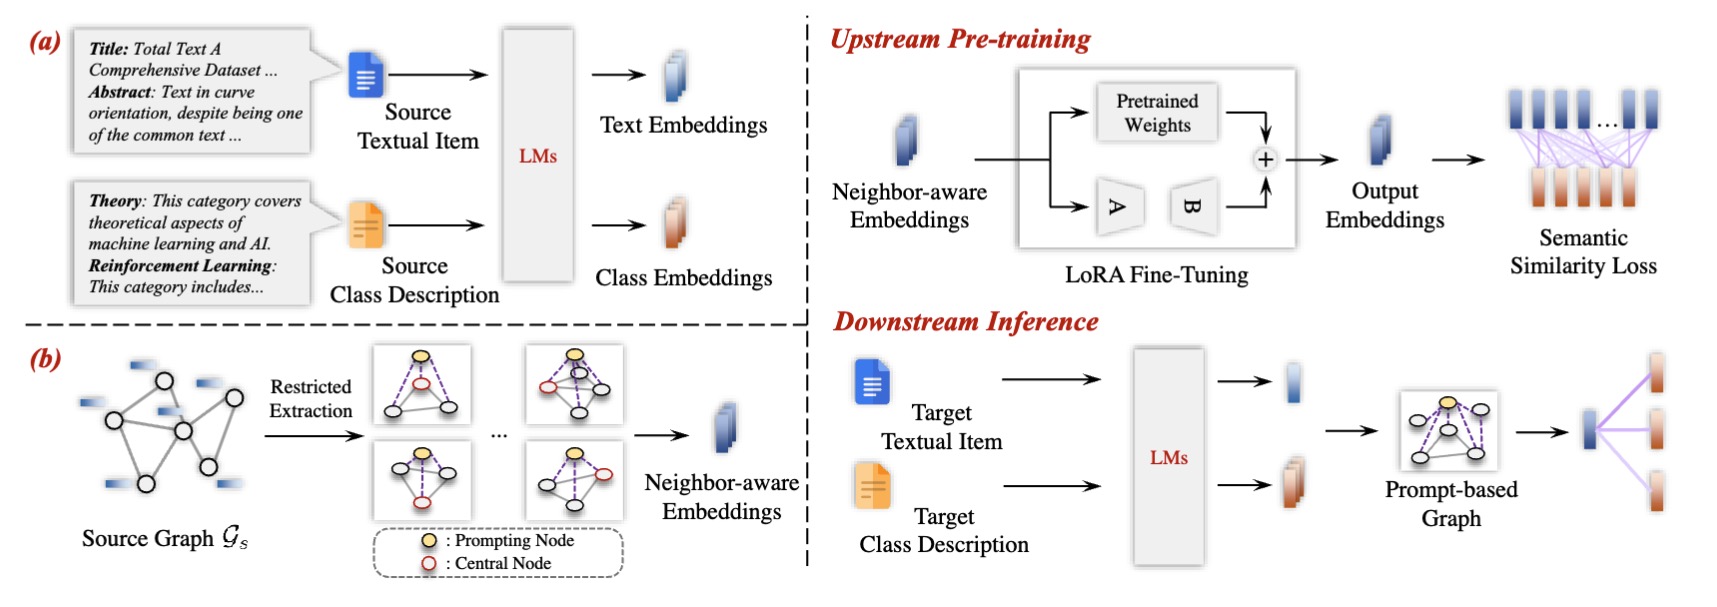 (a)
Title: Total Text A
Comprehensive Dataset ...
Abstract: Text in curve
orientation, despite being one
of the common text ...
Source
Textual Item
LMs
Text Embeddings
Theory: This category covers
theoretical aspects of
machine learning and AI.
Reinforcement Learning:
This category includes...
Source
Class Description
Class Embeddings
(b)
Source Graph 𝒢ₛ
Restricted
Extraction
...
Neighbor-aware
Embeddings
: Prompting Node
: Central Node
Upstream Pre-training
Neighbor-aware
Embeddings
Pretrained
Weights
A
B
+
LoRA Fine-Tuning
Output
Embeddings
...
Semantic
Similarity Loss
Downstream Inference
Target
Textual Item
Target
Class Description
LMs
Prompt-based
Graph